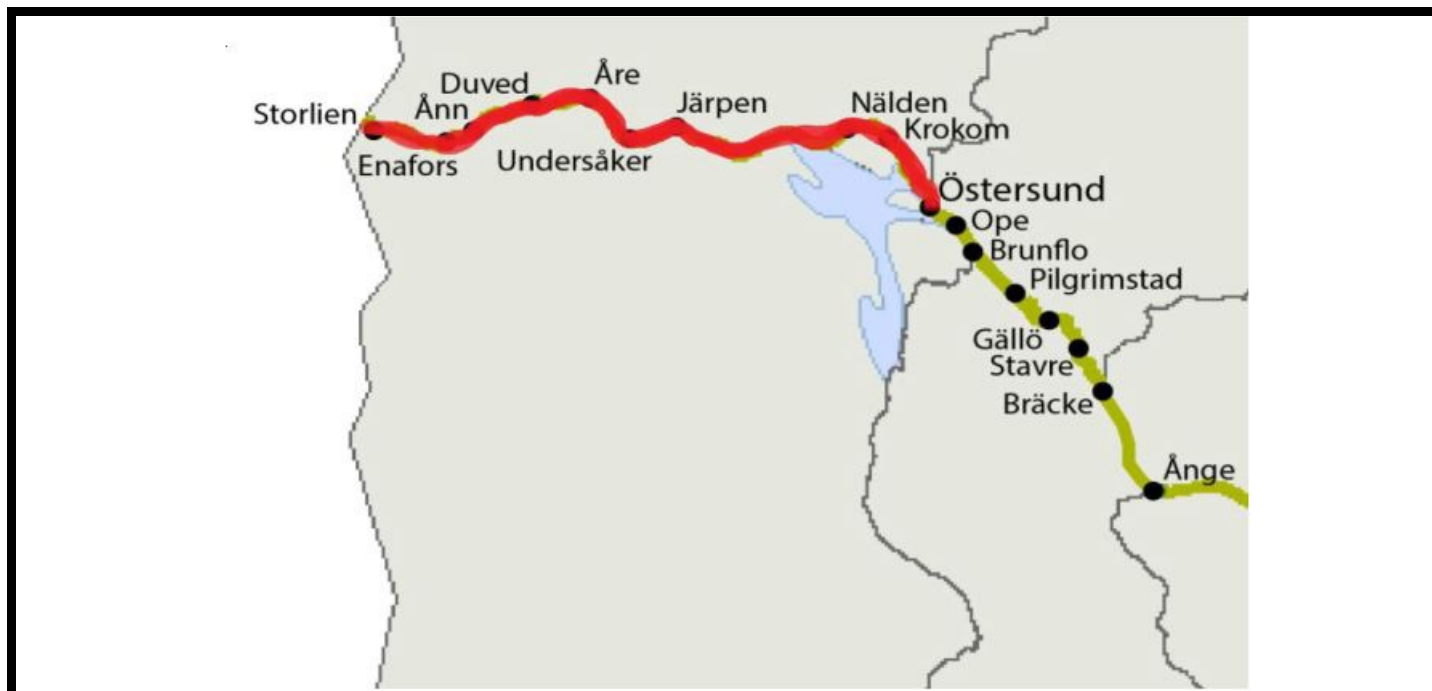 Åre
Duved
Järpen
Nälden
Storlien
Ånn
Krokom
Enafors
Undersåker
Östersund
Ope
Brunflo
Pilgrimstad
Gällö
Stavre
Bräcke
Ånge